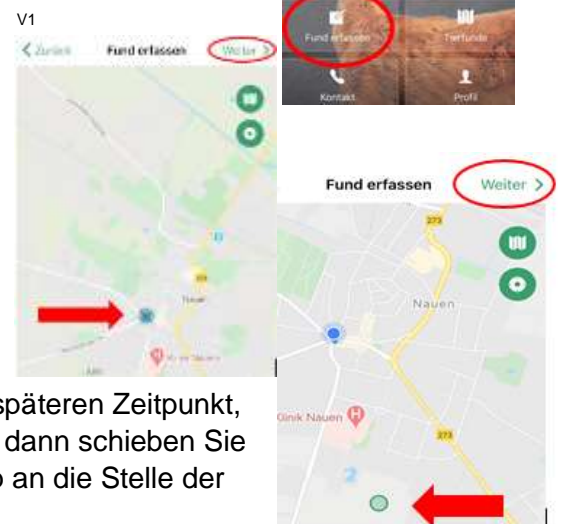 V1
Zurück Fund erfassen Weiter >
Nauen
Fund erfassen
Tierfunde
Kontakt
Profil
Fund erfassen Weiter >
273
Nauen
Klinik Nauen H
273
späteren Zeitpunkt,
dann schieben Sie
an die Stelle der